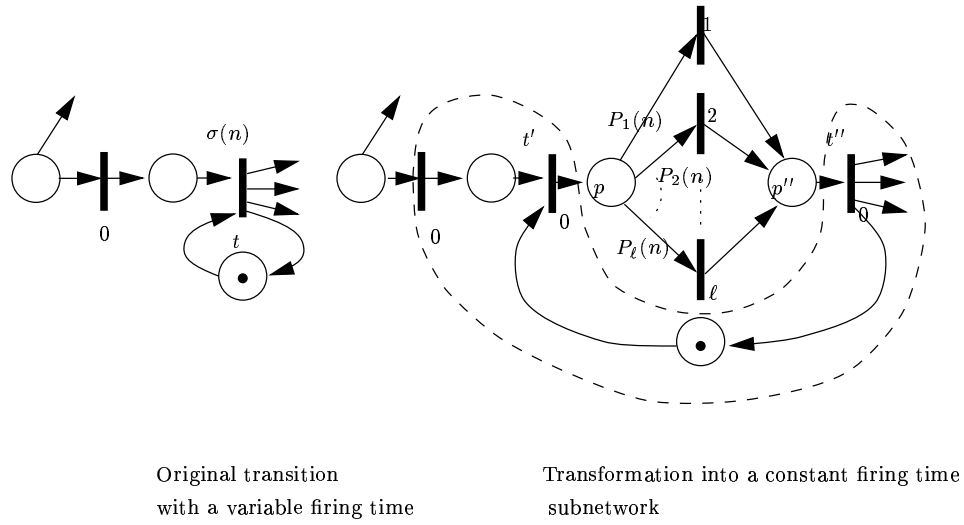 1
2
σ(n)
P₁(n)
t′
t′′
P₂(n)
p
p′′
0
0
0
0
t
Pℓ(n)
ℓ
Original transition
with a variable firing time
Transformation into a constant firing time
subnetwork